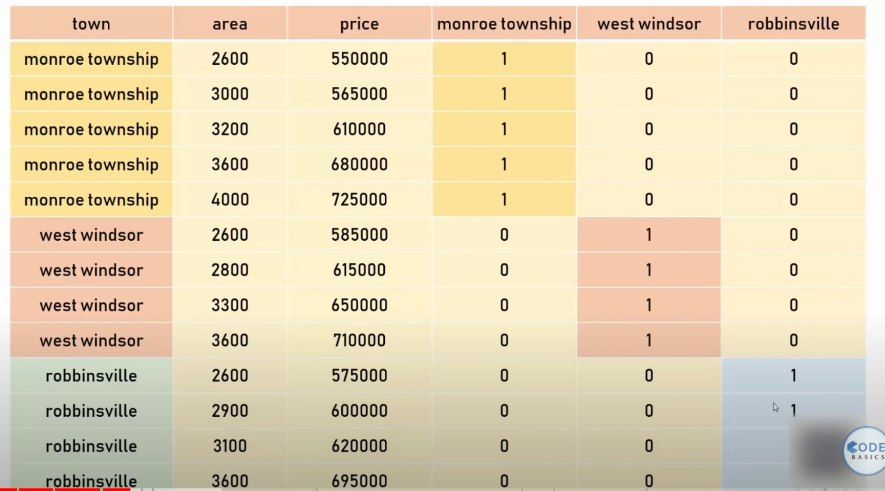 town area price monroe township west windsor robbinsville
monroe township 2600 550000 1 0 0
monroe township 3000 565000 1 0 0
monroe township 3200 610000 1 0 0
monroe township 3600 680000 1 0 0
monroe township 4000 725000 1 0 0
west windsor 2600 585000 0 1 0
west windsor 2800 615000 0 1 0
west windsor 3300 650000 0 1 0
west windsor 3600 710000 0 1 0
robbinsville 2600 575000 0 0 1
robbinsville 2900 600000 0 0 1
robbinsville 3100 620000 0 0
robbinsville 3600 695000 0 0
CODE
BASICS